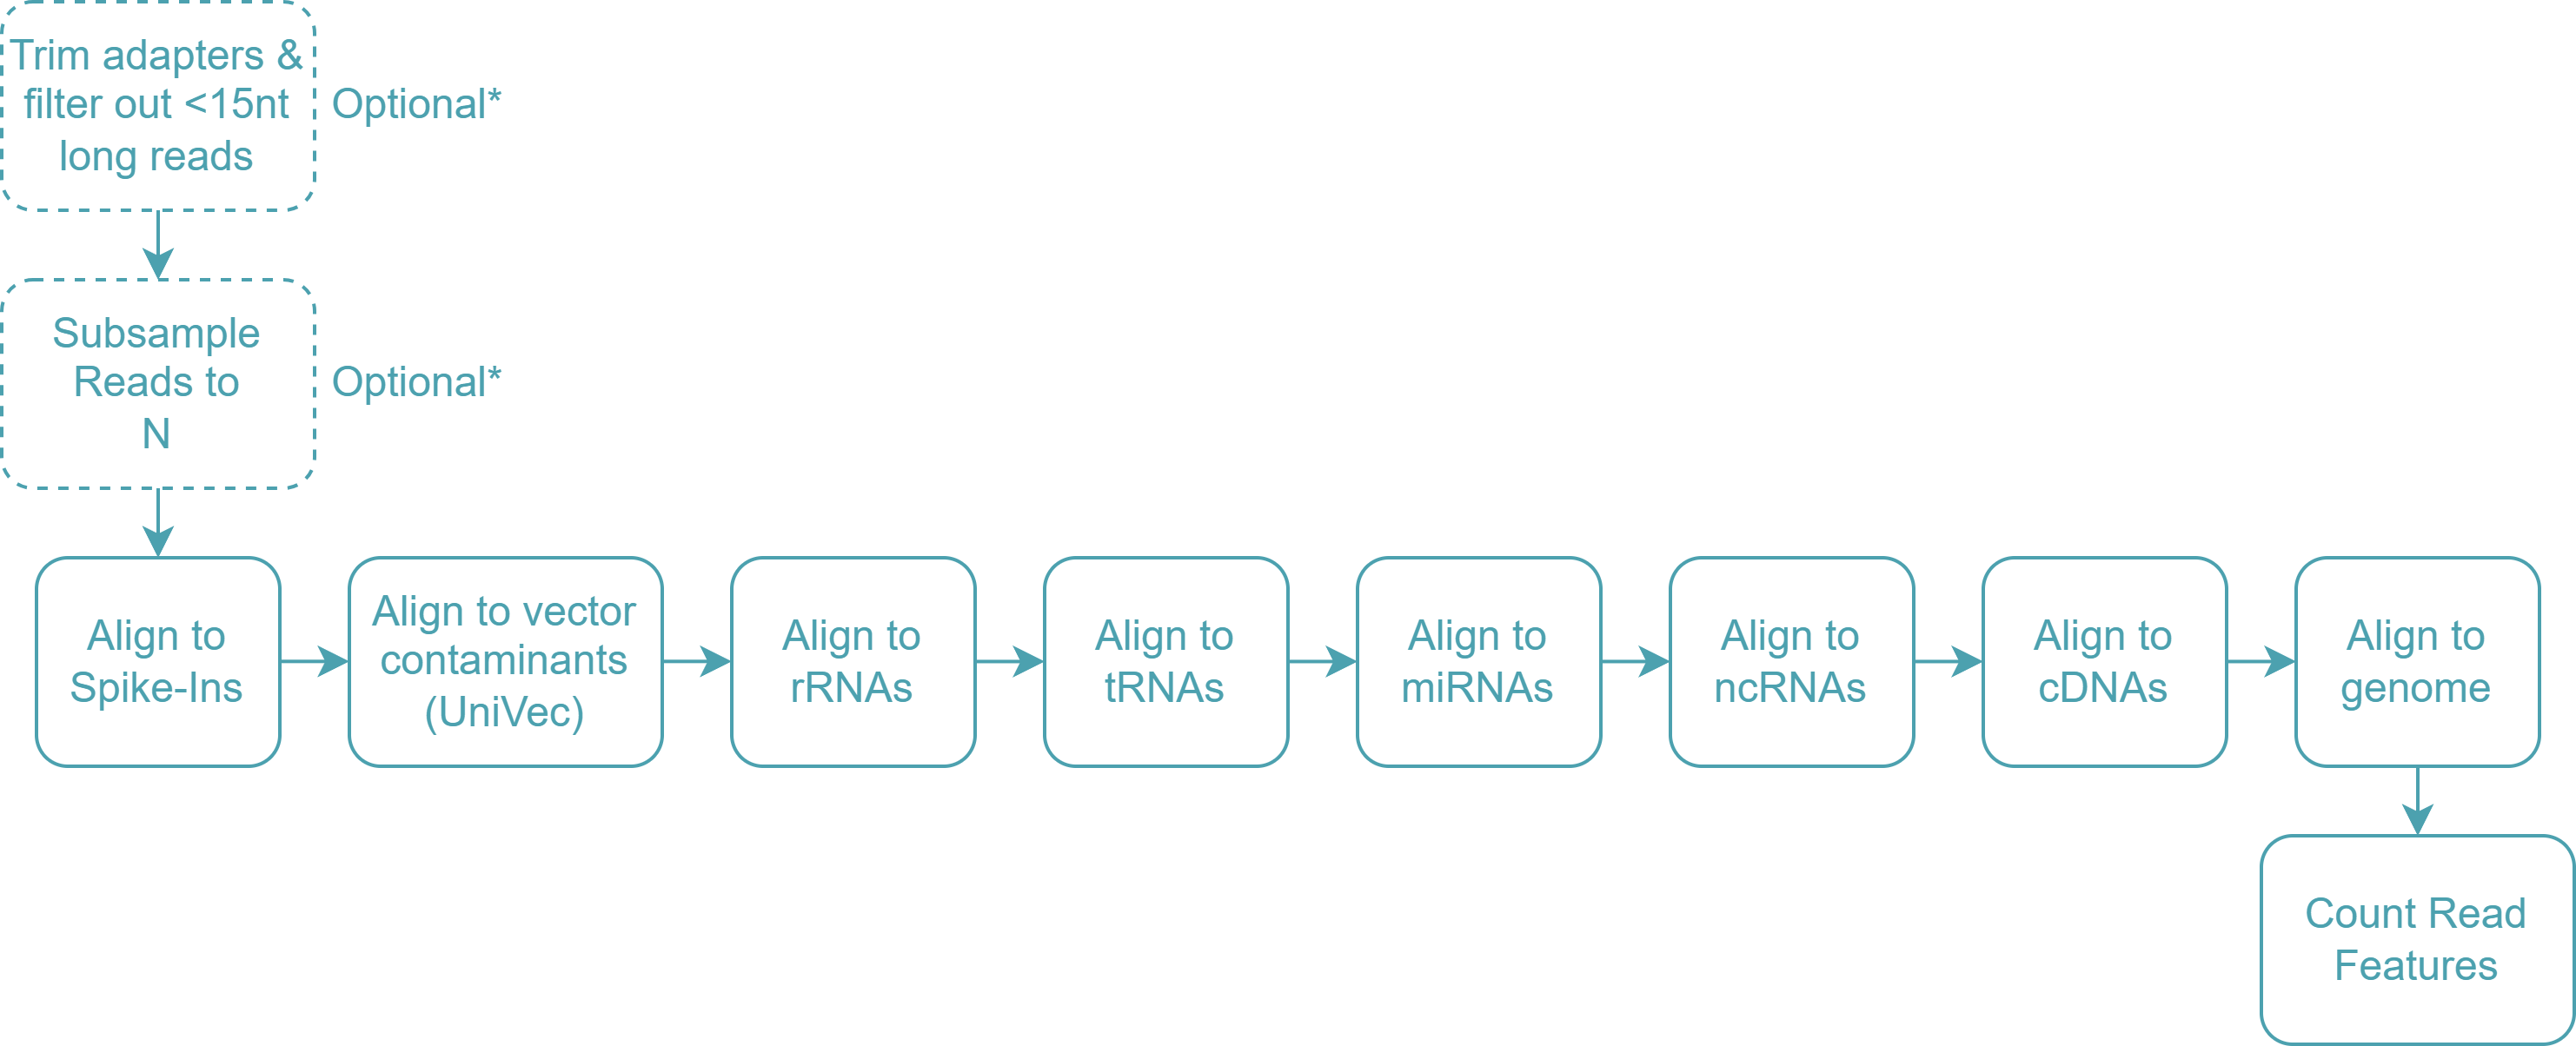 Trim adapters &
filter out <15nt
long reads
Optional*
Subsample
Reads to
N
Optional*
Align to
Spike-Ins
Align to vector
contaminants
(UniVec)
Align to
rRNAs
Align to
tRNAs
Align to
miRNAs
Align to
ncRNAs
Align to
cDNAs
Align to
genome
Count Read
Features